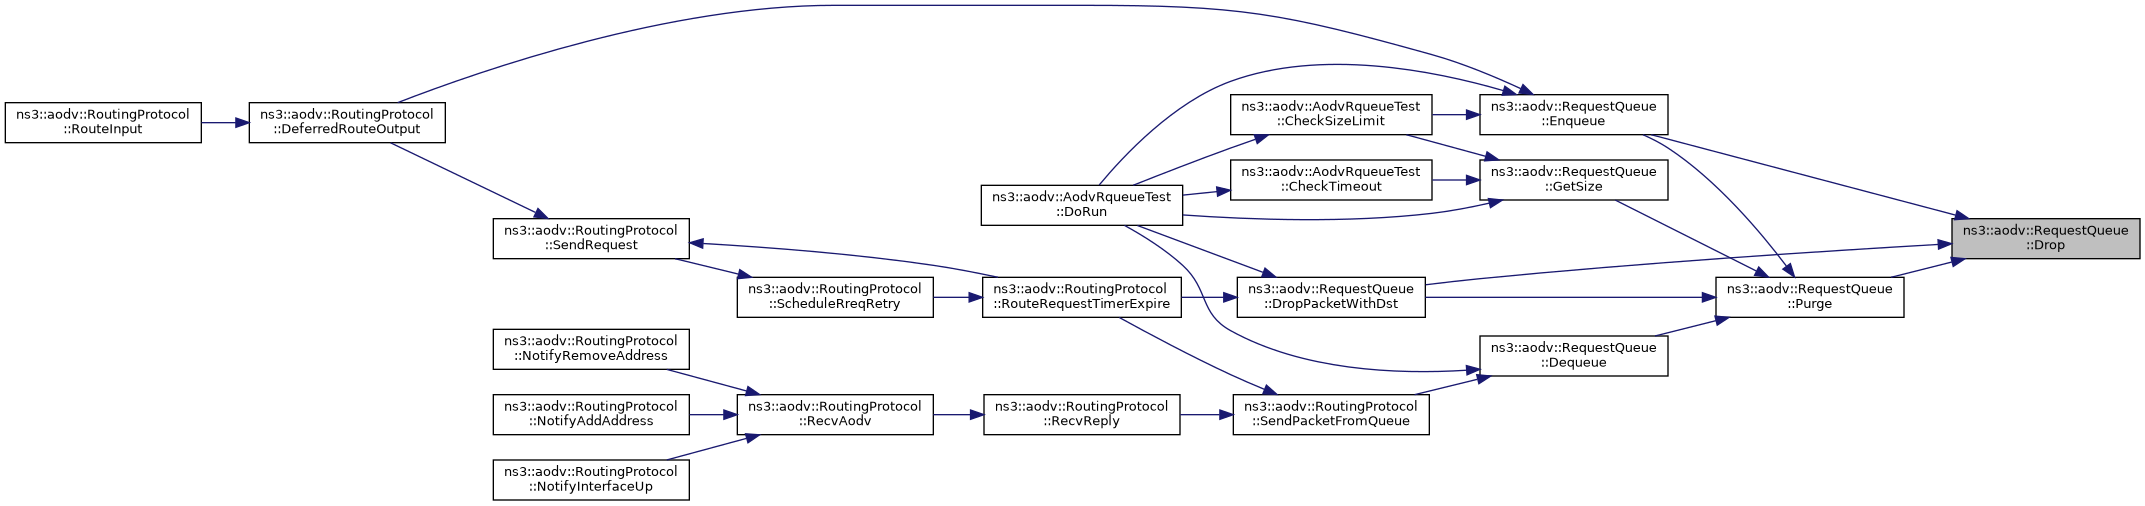 ns3::aodv::RoutingProtocol
::RouteInput
ns3::aodv::RoutingProtocol
::DeferredRouteOutput
ns3::aodv::RoutingProtocol
::SendRequest
ns3::aodv::RoutingProtocol
::ScheduleRreqRetry
ns3::aodv::RoutingProtocol
::NotifyRemoveAddress
ns3::aodv::RoutingProtocol
::NotifyAddAddress
ns3::aodv::RoutingProtocol
::NotifyInterfaceUp
ns3::aodv::RoutingProtocol
::RecvAodv
ns3::aodv::AodvRqueueTest
::DoRun
ns3::aodv::RoutingProtocol
::RouteRequestTimerExpire
ns3::aodv::RoutingProtocol
::RecvReply
ns3::aodv::AodvRqueueTest
::CheckSizeLimit
ns3::aodv::AodvRqueueTest
::CheckTimeout
ns3::aodv::RequestQueue
::DropPacketWithDst
ns3::aodv::RoutingProtocol
::SendPacketFromQueue
ns3::aodv::RequestQueue
::Enqueue
ns3::aodv::RequestQueue
::GetSize
ns3::aodv::RequestQueue
::Dequeue
ns3::aodv::RequestQueue
::Purge
ns3::aodv::RequestQueue
::Drop